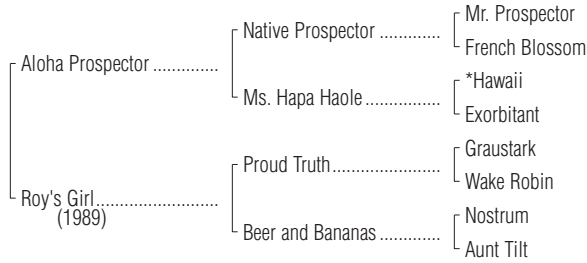 Mr. Prospector
Native Prospector ..............
French Blossom
Aloha Prospector .............
*Hawaii
Ms. Hapa Haole ................
Exorbitant
Graustark
Proud Truth.......................
Wake Robin
Roy's Girl.........................
(1989)
Nostrum
Beer and Bananas .............
Aunt Tilt